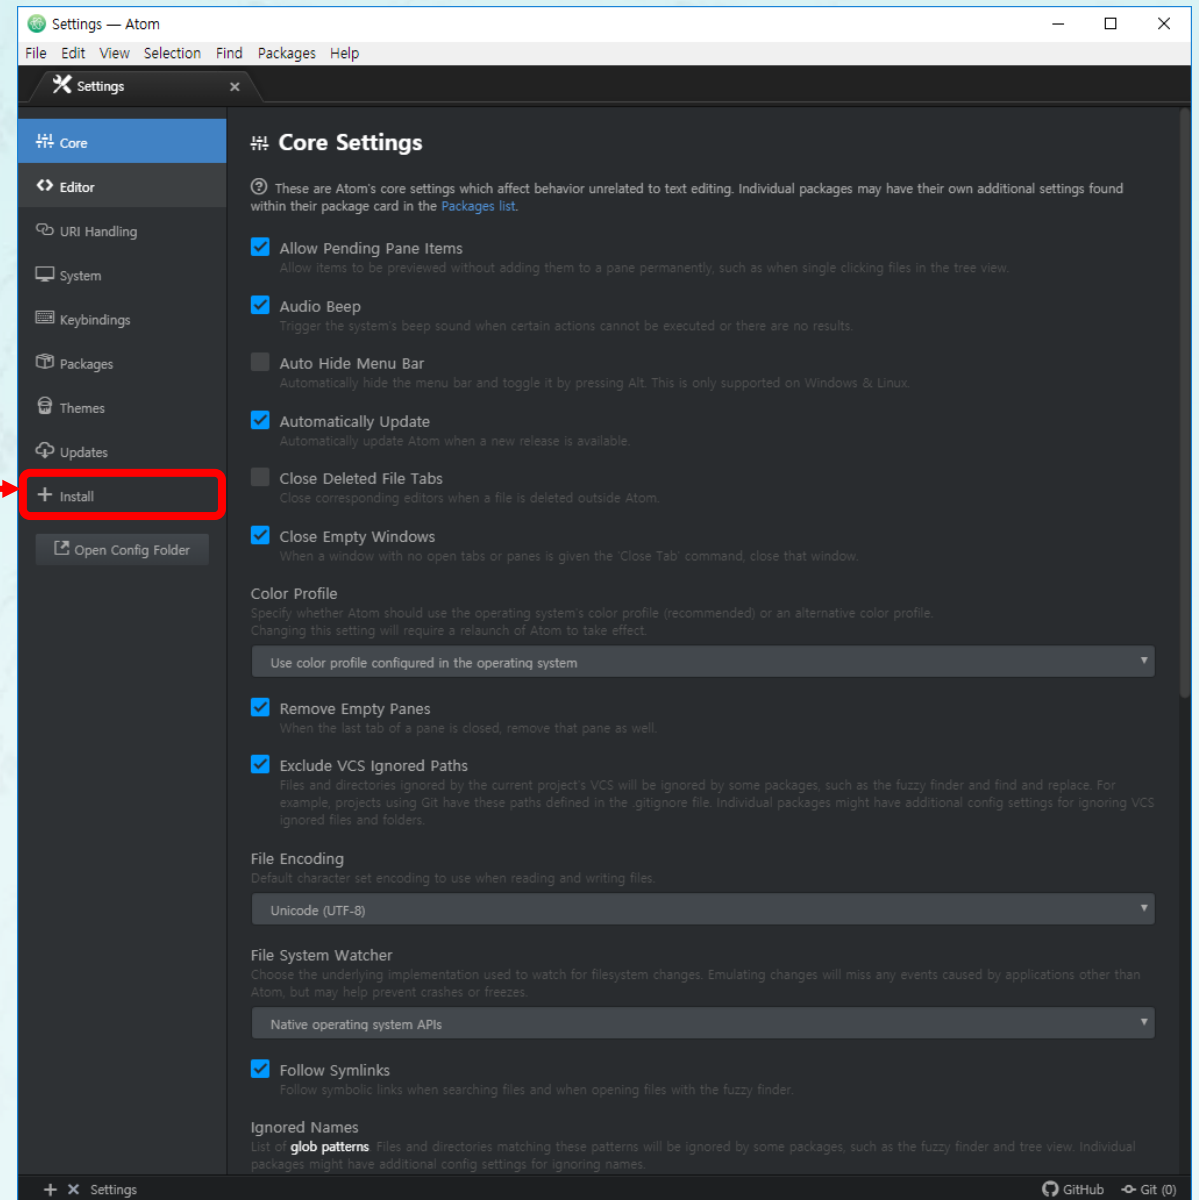 Settings — Atom
File Edit View Selection Find Packages Help
Settings
Core
Editor
URI Handling
System
Keybindings
Packages
Themes
Updates
Install
Open Config Folder
Core Settings
These are Atom's core settings which affect behavior unrelated to text editing. Individual packages may have their own additional settings found
within their package card in the Packages list.
Allow Pending Pane Items
Allow items to be previewed without adding them to a pane permanently, such as when single clicking files in the tree view.
Audio Beep
Trigger the system's beep sound when certain actions cannot be executed or there are no results.
Auto Hide Menu Bar
Automatically hide the menu bar and toggle it by pressing Alt. This is only supported on Windows & Linux.
Automatically Update
Automatically update Atom when a new release is available.
Close Deleted File Tabs
Close corresponding editors when a file is deleted outside Atom.
Close Empty Windows
When a window with no open tabs or panes is given the 'Close Tab' command, close that window.
Color Profile
Specify whether Atom should use the operating system's color profile (recommended) or an alternative color profile.
Changing this setting will require a relaunch of Atom to take effect.
Use color profile configured in the operating system
Remove Empty Panes
When the last tab of a pane is closed, remove that pane as well.
Exclude VCS Ignored Paths
Files and directories ignored by the current project's VCS will be ignored by some packages, such as the fuzzy finder and find and replace. For
example, projects using Git have these paths defined in the .gitignore file. Individual packages might have additional config settings for ignoring VCS
ignored files and folders.
File Encoding
Default character set encoding to use when reading and writing files.
Unicode (UTF-8)
File System Watcher
Choose the underlying implementation used to watch for filesystem changes. Emulating changes will miss any events caused by applications other than
Atom, but may help prevent crashes or freezes.
Native operating system APIs
Follow Symlinks
Follow symbolic links when searching files and when opening files with the fuzzy finder.
Ignored Names
List of glob patterns. Files and directories matching these patterns will be ignored by some packages, such as the fuzzy finder and tree view. Individual
packages might have additional config settings for ignoring names.
Settings
GitHub Git (0)